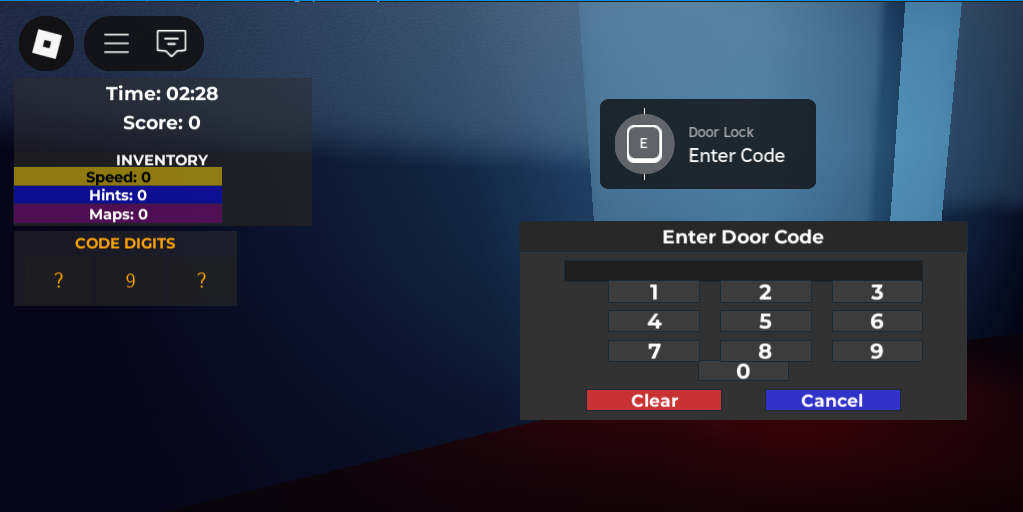 Time: 02:28
Score: 0
INVENTORY
Speed: 0
Hints: 0
Maps: 0
CODE DIGITS
? 9 ?
E
Door Lock
Enter Code
Enter Door Code
1 2 3
4 5 6
7 8 9
0
Clear Cancel